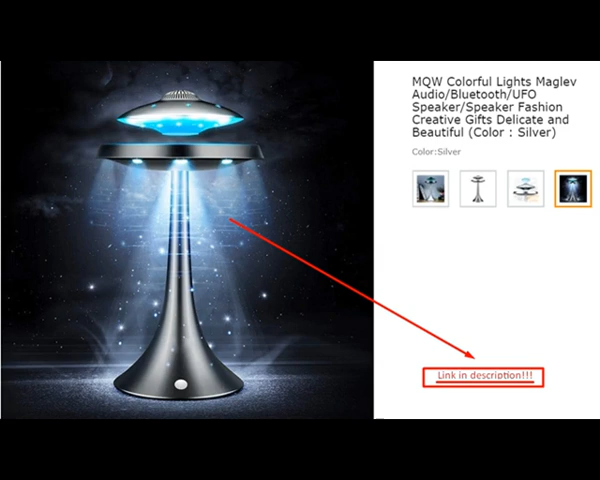 MQW Colorful Lights Maglev
Audio/Bluetooth/UFO
Speaker/Speaker Fashion
Creative Gifts Delicate and
Beautiful (Color : Silver)
Color:Silver
Link in description!!!